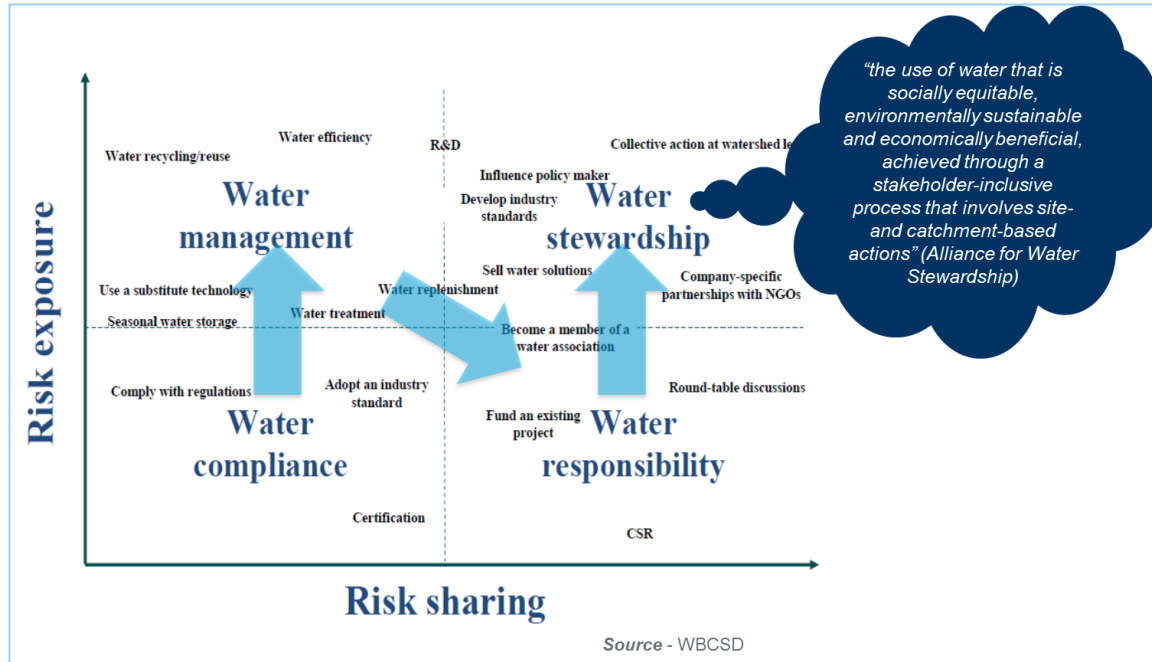 "the use of water that is
socially equitable,
environmentally sustainable
and economically beneficial,
achieved through a
stakeholder-inclusive
process that involves site-
and catchment-based
actions" (Alliance for Water
Stewardship)
Risk exposure
Water efficiency
R&D
Collective action at watershed
Water recycling/reuse
Influence policy maker
Water
management
Develop industry
standards
Water
stewardship
Sell water solutions
Company-specific
partnerships with NGOs
Use a substitute technology
Water replenishment
Seasonal water storage
Water treatment
Become a member of a
water association
Comply with regulations
Adopt an industry
standard
Round-table discussions
Fund an existing
project
Water
compliance
Water
responsibility
Certification
CSR
Risk sharing
Source - WBCSD